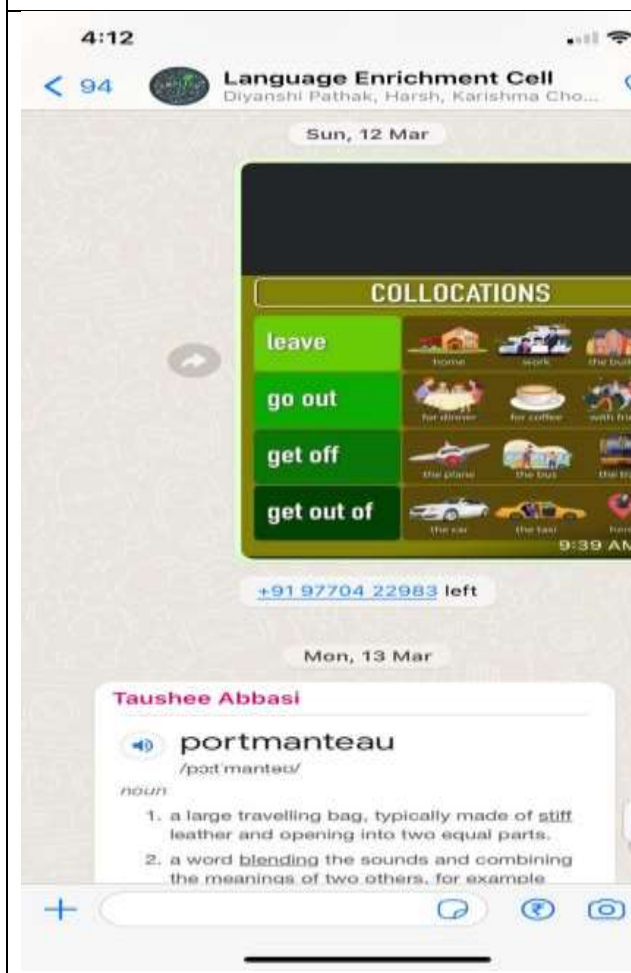 4:12
94
Language Enrichment Cell
Diyanshi Pathak, Harsh, Karishma Cho...
Sun, 12 Mar
COLLOCATIONS
leave
home work
go out
for dinner for coffee
get off
the plane the bus
get out of
the car the taxi
9:39 AM
+91 97704 22983 left
Mon, 13 Mar
Taushee Abbasi
portmanteau
noun
1. a large travelling bag, typically made of stiff
leather and opening into two equal parts.
2. a word blending the sounds and combining
the meanings of two others, for example